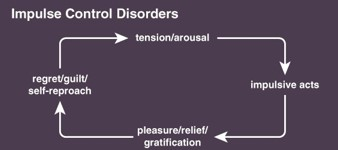 Impulse Control Disorders
tension/arousal
impulsive acts
pleasure/relief/
gratification
regret/guilt/
self-reproach